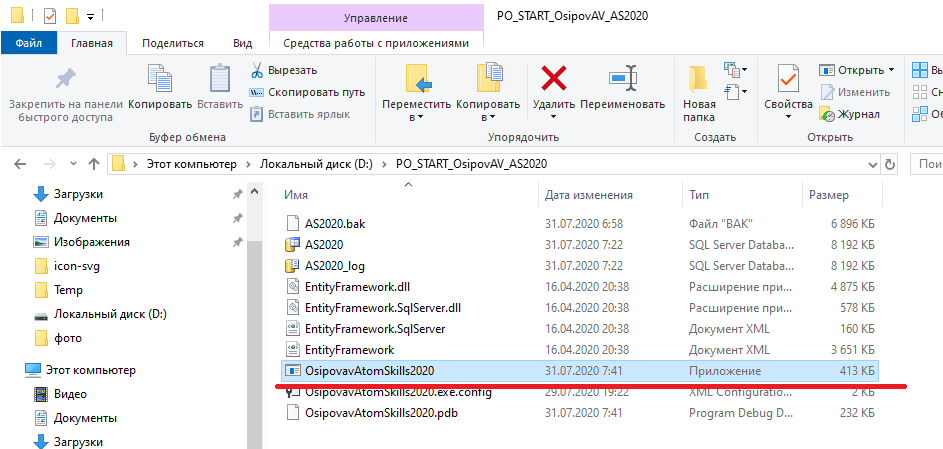 Управление
PO_START_OsipovAV_AS2020
Файл Главная Поделиться Вид Средства работы с приложениями
Закрепить на панели быстрого доступа
Копировать
Вставить
Вырезать
Скопировать путь
Вставить ярлык
Буфер обмена
Переместить в
Копировать в
Удалить
Переименовать
Упорядочить
Новая папка
Создать
Свойства
Открыть
Изменить
Журнал
Открыть
Вы
Сн
Об
Этот компьютер > Локальный диск (D:) > PO_START_OsipovAV_AS2020
Пои
Загрузки
Документы
Изображения
icon-svg
Temp
Локальный диск (D:)
фото
Этот компьютер
Видео
Документы
Загрузки
Имя Дата изменения Тип Размер
AS2020.bak 31.07.2020 6:58 Файл "BAK" 6 896 КБ
AS2020 31.07.2020 7:22 SQL Server Databa... 8 192 КБ
AS2020_log 31.07.2020 7:22 SQL Server Databa... 8 192 КБ
EntityFramework.dll 16.04.2020 20:38 Расширение при... 4 875 КБ
EntityFramework.SqlServer.dll 16.04.2020 20:38 Расширение при... 578 КБ
EntityFramework.SqlServer 16.04.2020 20:38 Документ XML 160 КБ
EntityFramework 16.04.2020 20:38 Документ XML 3 651 КБ
OsipovavAtomSkills2020 31.07.2020 7:41 Приложение 413 КБ
OsipovavAtomSkills2020.exe.config 29.07.2020 19:22 XML Configuratio... 2 КБ
OsipovavAtomSkills2020.pdb 31.07.2020 7:41 Program Debug D... 232 КБ